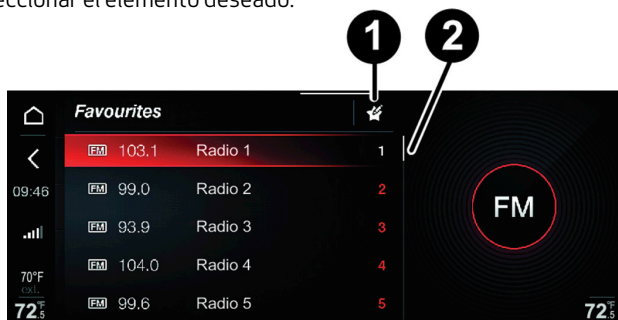 eccionar el elemento deseado.
1 2
Favourites
FM 103.1 Radio 1 1
09:46 FM 99.0 Radio 2 2
FM 93.9 Radio 3 3
FM
FM 104.0 Radio 4 4
70°F
ext.
72.5°F FM 99.6 Radio 5 5 72.5°F